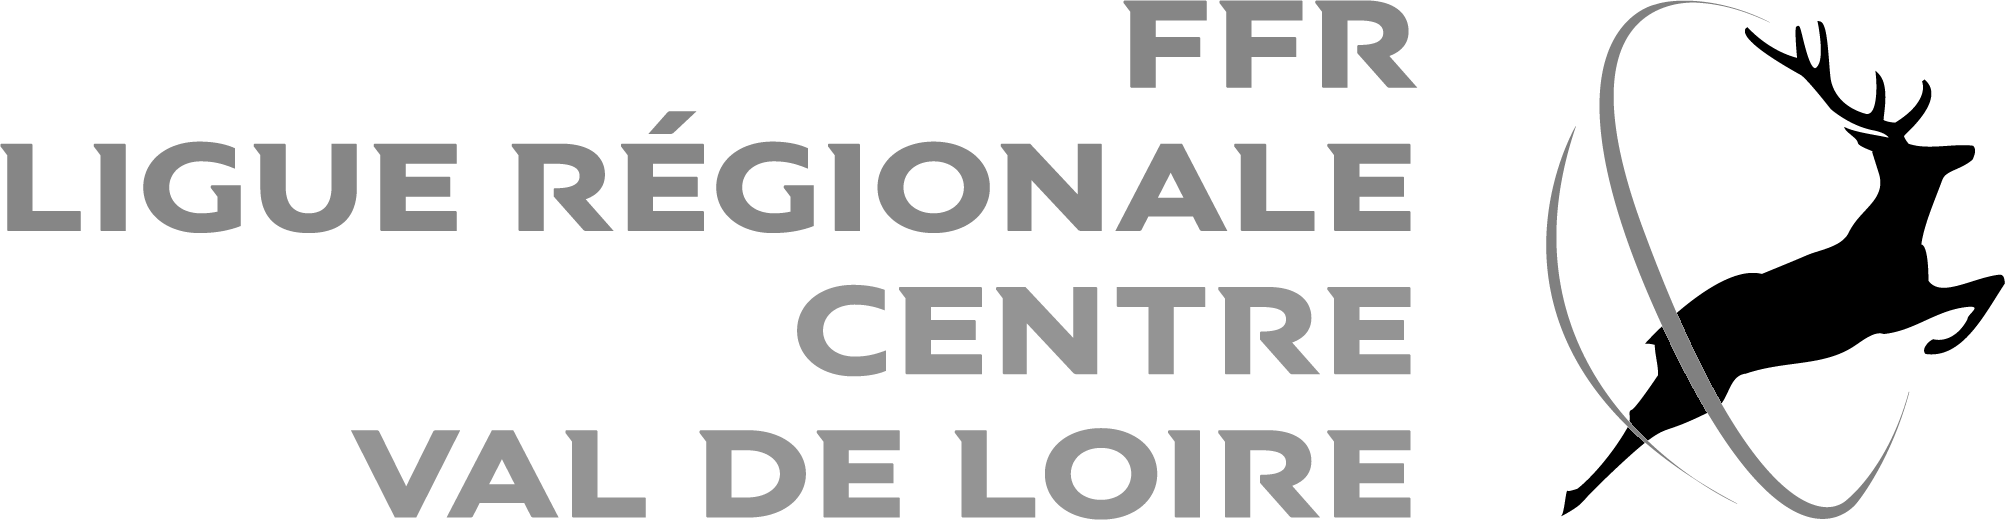 FFR
LIGUE RÉGIONALE
CENTRE
VAL DE LOIRE